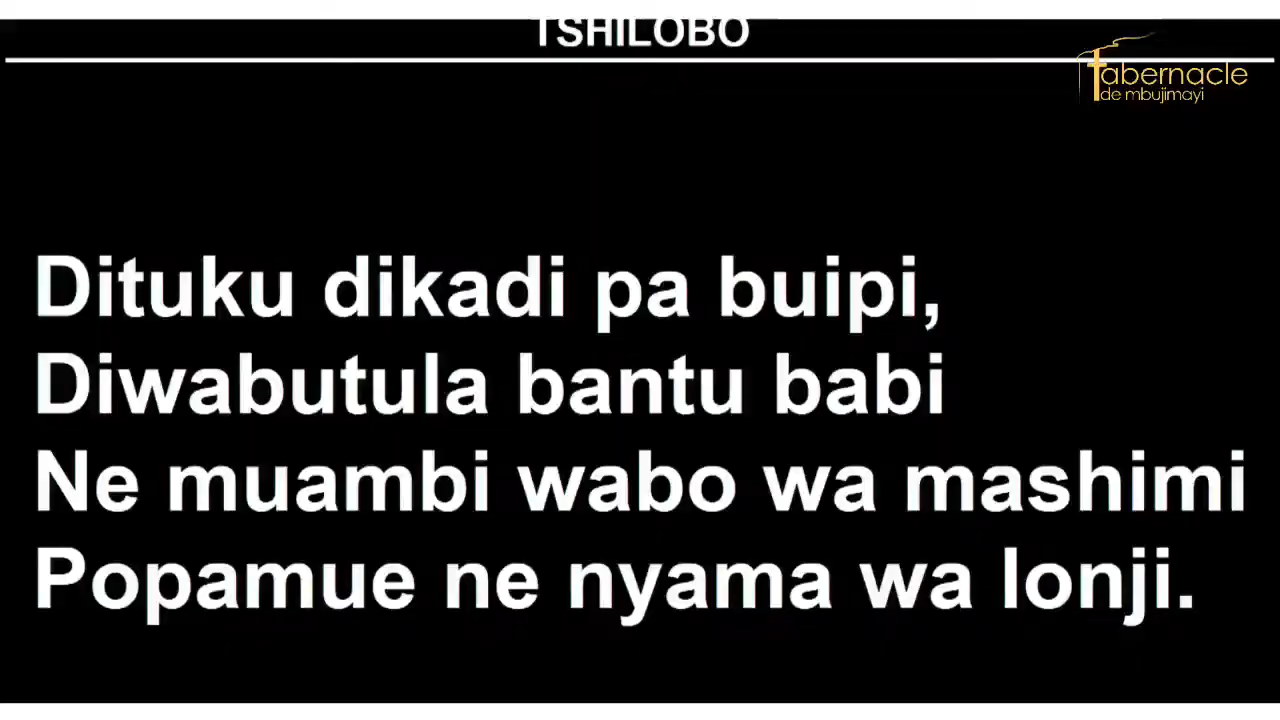 TSHILOBO
tabernacle
de mbujimayi
Dituku dikadi pa buipi,
Diwabutula bantu babi
Ne muambi wabo wa mashimi
Popamue ne nyama wa lonji.